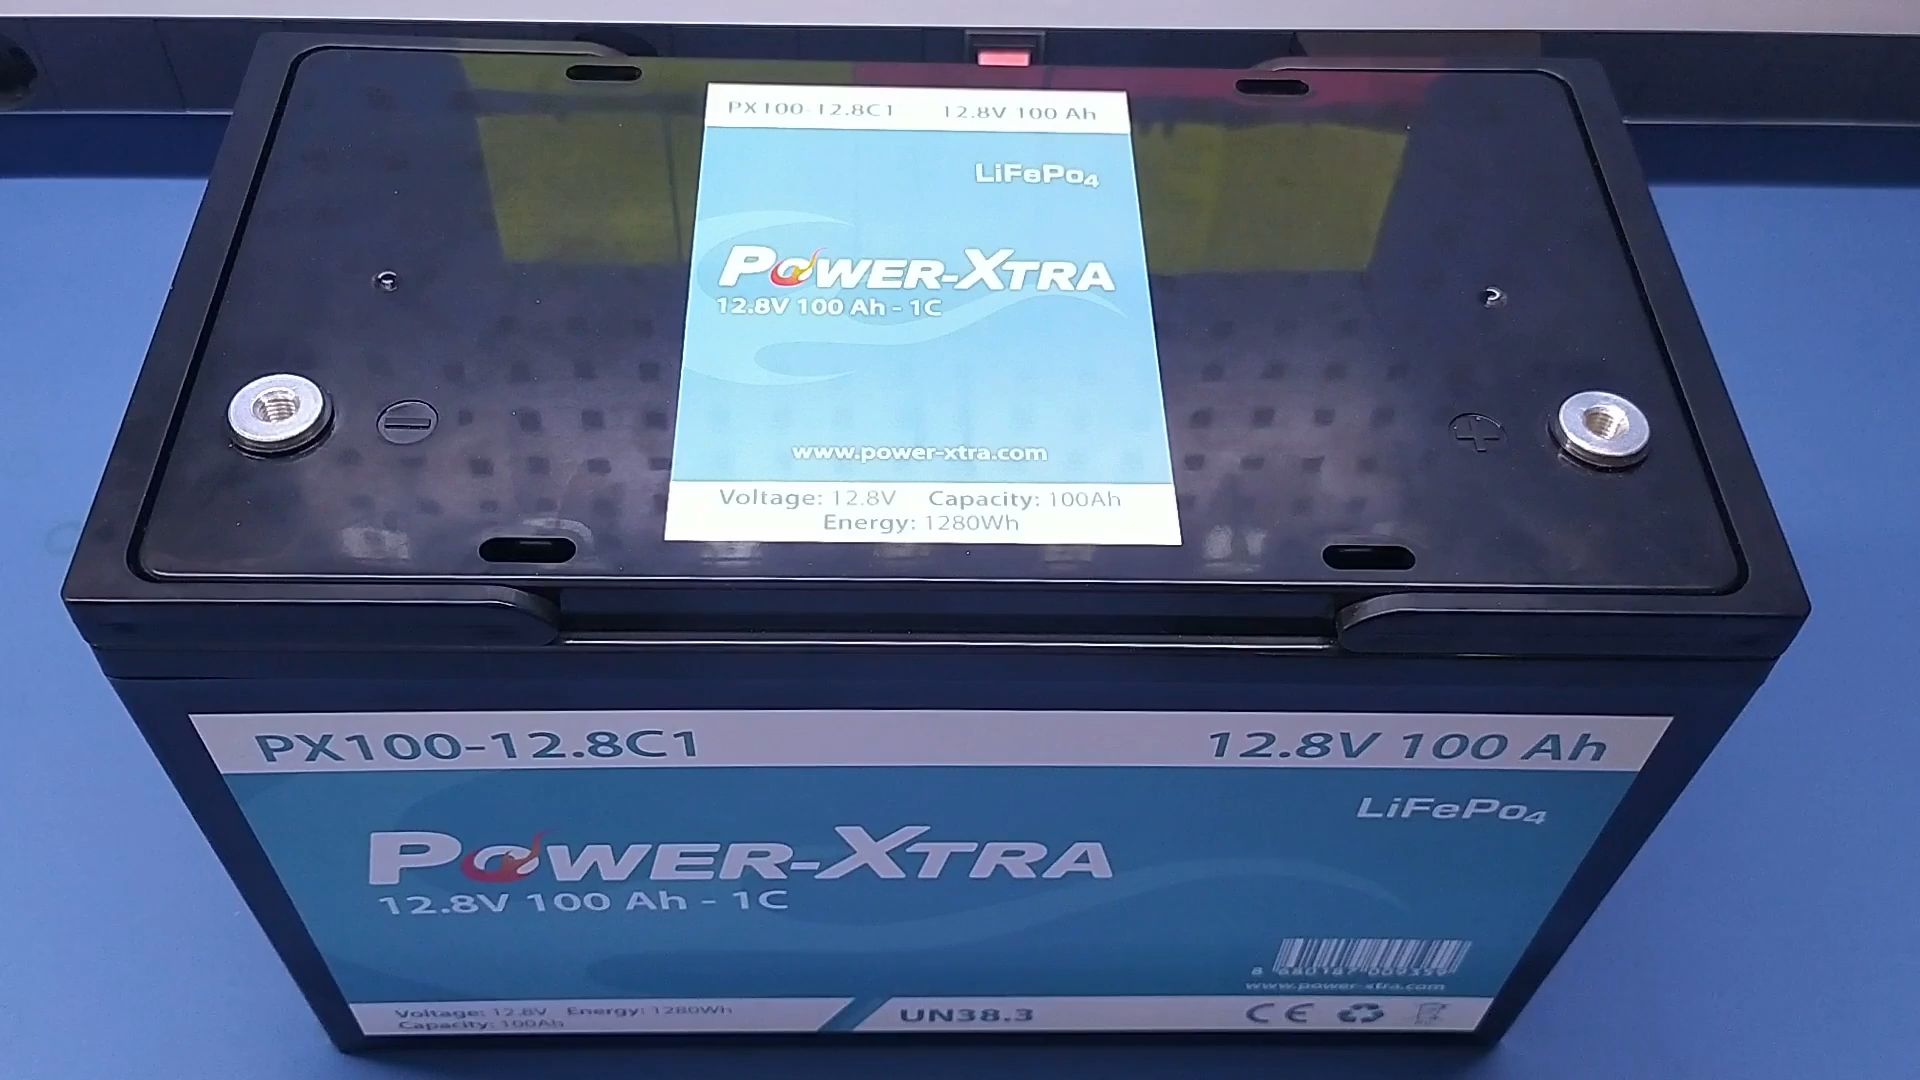 PX100-12.8C1 12.8V 100 Ah
LiFePo4
POWER-XTRA
12.8V 100 Ah - 1C
www.power-xtra.com
Voltage: 12.8V Capacity: 100Ah
Energy: 1280Wh
PX100-12.8C1 12.8V 100 Ah
LiFePo4
POWER-XTRA
12.8V 100 Ah - 1C
www.power-xtra.com
Voltage: 12.8V Energy: 1280Wh
Capacity: 100Ah
UN38.3
CE